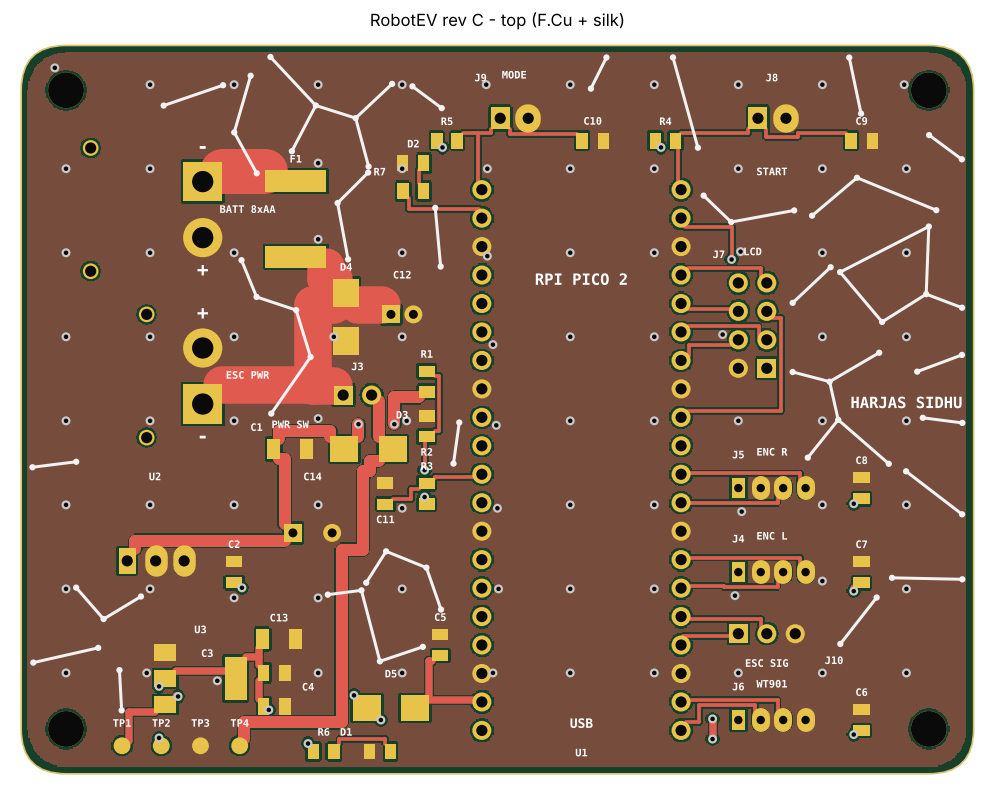 RobotEV rev C - top (F.Cu + silk)
J9 MODE
J8
R5
C10
R4
C9
-
D2
F1
R7
START
BATT 8xAA
+
J7 LCD
D4
C12
RPI PICO 2
+
R1
J3
ESC PWR
HARJAS SIDHU
D3
C1 PWR SW
R2
J5 ENC R
-
C8
R3
U2
C14
C11
J4 ENC L
C2
C7
C13
C5
U3
C3
ESC SIG
J10
D5
C4
J6 WT901
C6
TP1
TP2
TP3
TP4
USB
R6 D1
U1